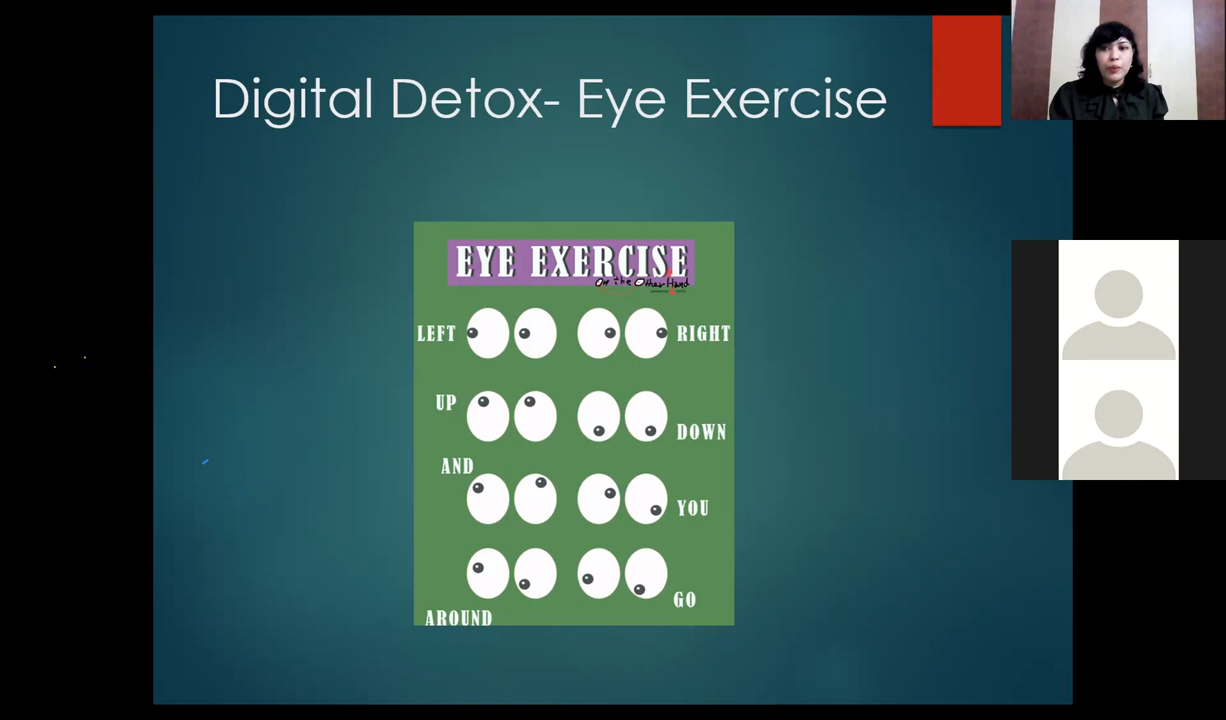 Digital Detox- Eye Exercise
EYE EXERCISE
On the Other Hand
LEFT RIGHT
UP
DOWN
AND
YOU
GO
AROUND